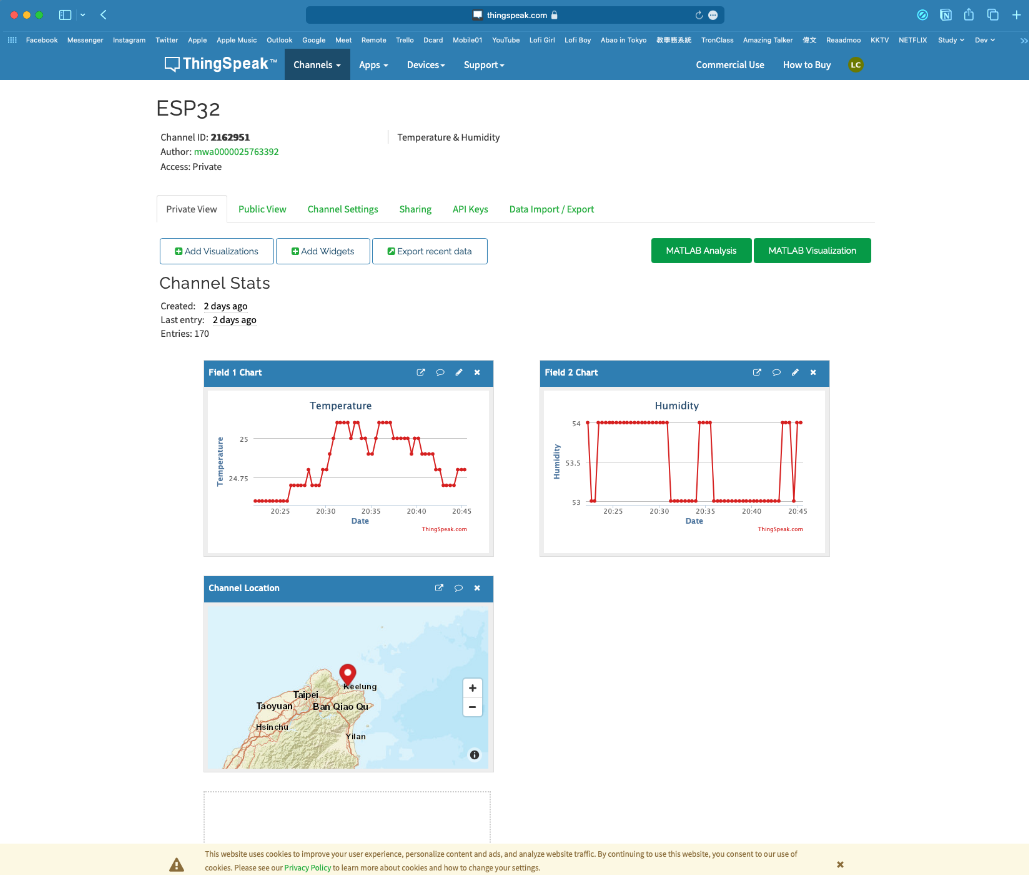 thingspeak.com
Facebook Messenger Instagram Twitter Apple Apple Music Outlook Google Meet Remote Trello Dcard Mobile01 YouTube Lofi Girl Lofi Boy Abao in Tokyo 教學務系統 TronClass Amazing Talker 倫文 Reaadmoo KKTV NETFLIX Study Dev
ThingSpeak™ Channels Apps Devices Support Commercial Use How to Buy LC
ESP32
Channel ID: 2162951
Temperature & Humidity
Author: mwa0000025763392
Access: Private
Private View Public View Channel Settings Sharing API Keys Data Import / Export
Add Visualizations Add Widgets Export recent data MATLAB Analysis MATLAB Visualization
Channel Stats
Created: 2 days ago
Last entry: 2 days ago
Entries: 170
Field 1 Chart
Temperature
Temperature
25
24.75
20:25 20:30 20:35 20:40 20:45
Date
ThingSpeak.com
Field 2 Chart
Humidity
Humidity
54
53.5
53
20:25 20:30 20:35 20:40 20:45
Date
ThingSpeak.com
Channel Location
Keelung
Taipei
Taoyuan Ban Qiao Qu
Hsinchu
Yilan
+
−
This website uses cookies to improve your user experience, personalize content and ads, and analyze website traffic. By continuing to use this website, you consent to our use of
cookies. Please see our Privacy Policy to learn more about cookies and how to change your settings.